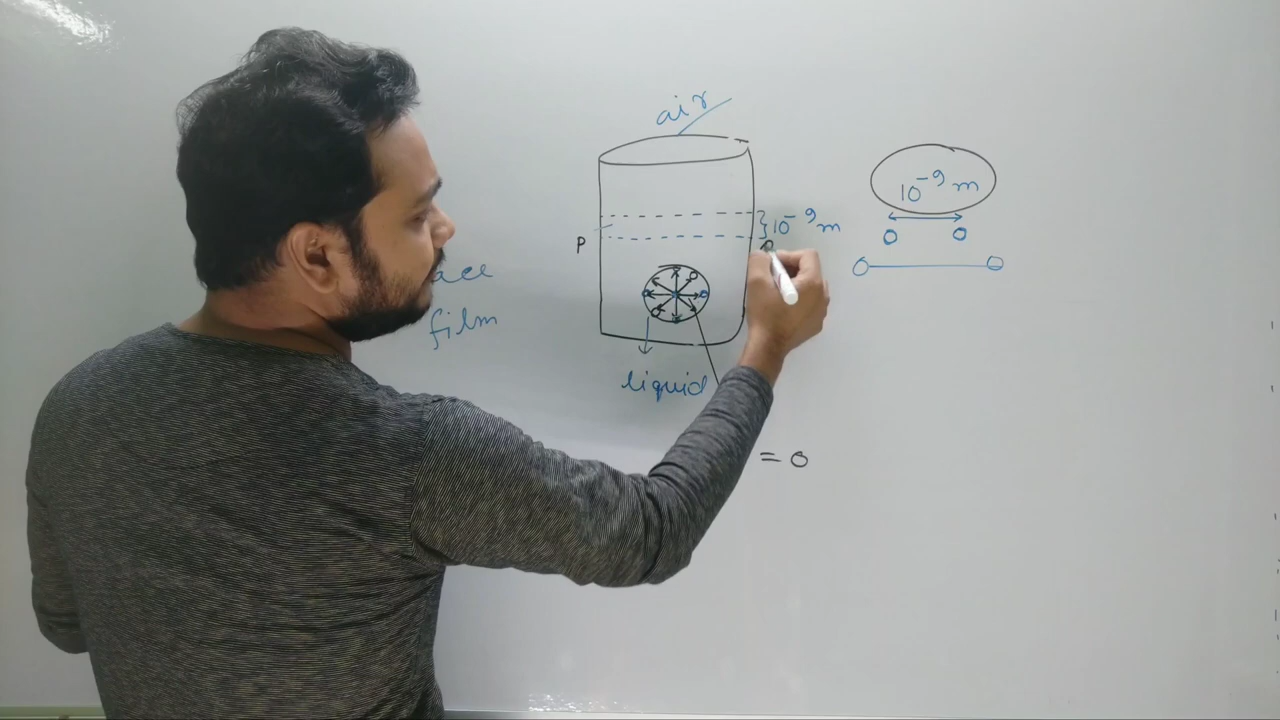 air
10⁻⁹ m
10⁻⁹ m
P
film
liquid
= 0